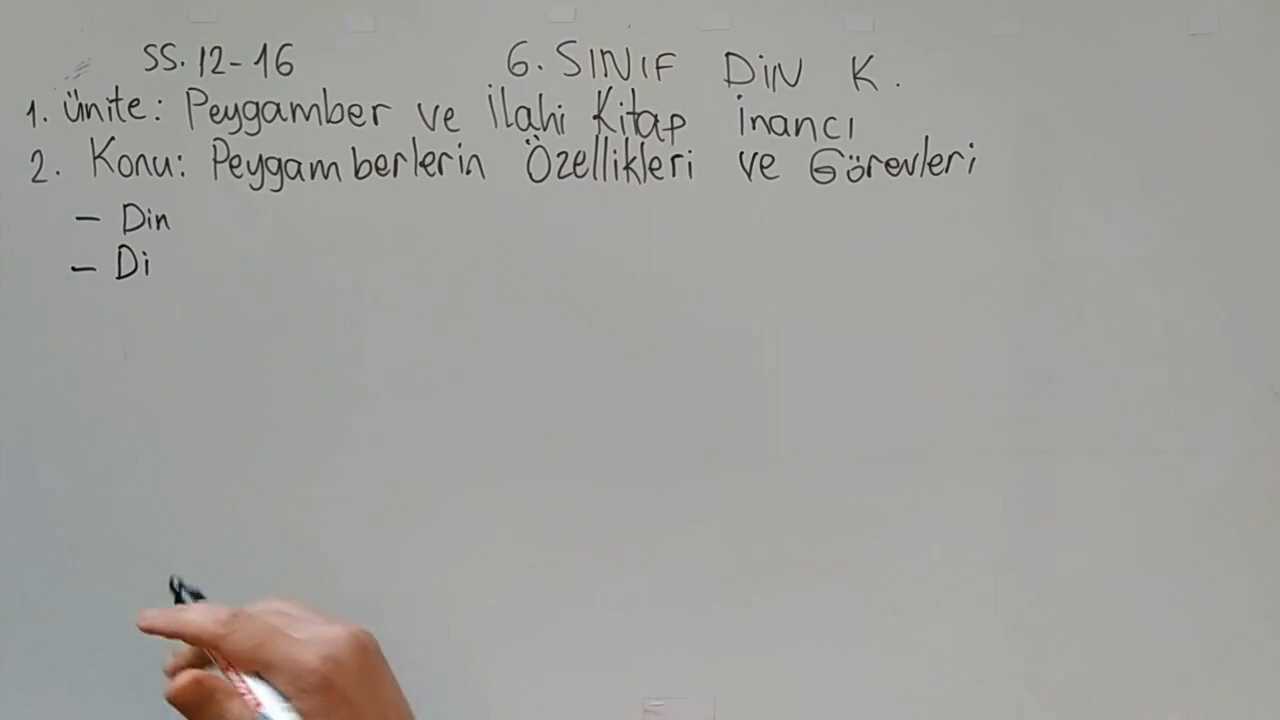 SS. 12-16 6. SINIF DİN K.
1. Ünite: Peygamber ve İlahi Kitap İnancı
2. Konu: Peygamberlerin Özellikleri ve Görevleri
- Din
- Di